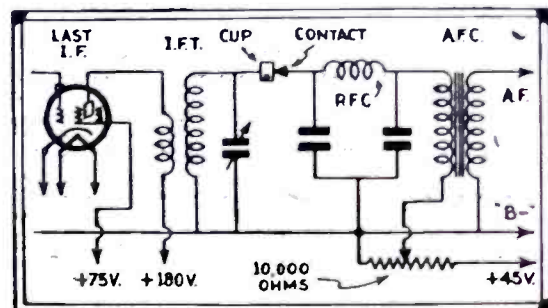 LAST
I.F.
I.F.T.
CUP
CONTACT
A.F.C.
RFC
A.F.
"B-"
+75V.
+180V.
10,000
OHMS
+45V.